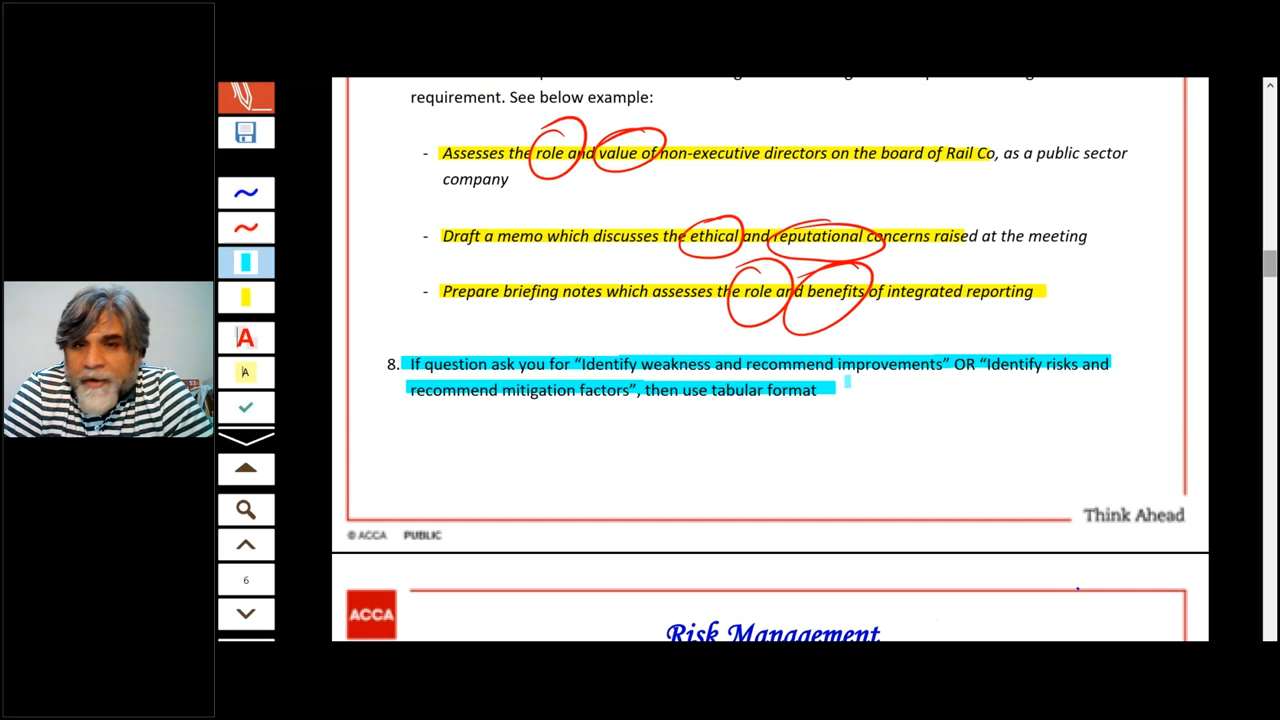 requirement. See below example:
- Assesses the role and value of non-executive directors on the board of Rail Co, as a public sector
company
- Draft a memo which discusses the ethical and reputational concerns raised at the meeting
- Prepare briefing notes which assesses the role and benefits of integrated reporting
8. If question ask you for “Identify weakness and recommend improvements” OR “Identify risks and
recommend mitigation factors”, then use tabular format
Think Ahead
© ACCA PUBLIC
ACCA
Risk Management
A
A
6